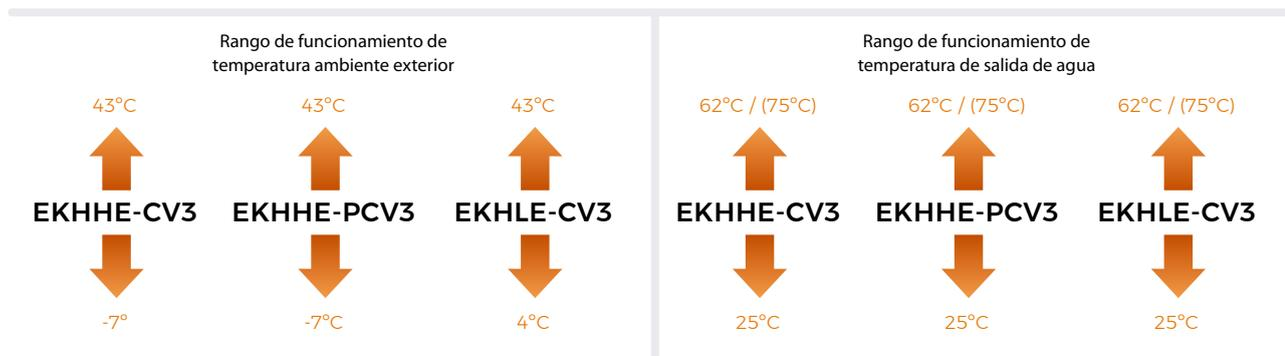 Rango de funcionamiento de
temperatura ambiente exterior
43°C 43°C 43°C
EKHHE-CV3 EKHHE-PCV3 EKHLE-CV3
-7° -7°C 4°C
Rango de funcionamiento de
temperatura de salida de agua
62°C / (75°C) 62°C / (75°C) 62°C / (75°C)
EKHHE-CV3 EKHHE-PCV3 EKHLE-CV3
25°C 25°C 25°C